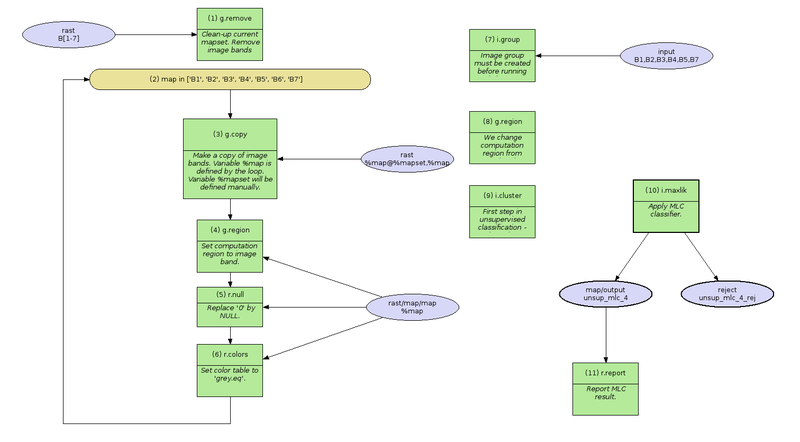 rast
B[1-7]
(1) g.remove
Clean-up current
mapset. Remove
image bands
(2) map in ['B1', 'B2', 'B3', 'B4', 'B5', 'B6', 'B7']
(3) g.copy
Make a copy of image
bands. Variable %map is
defined by the loop.
Variable %mapset will be
defined manually.
rast
%map@%mapset,%map
(4) g.region
Set computation
region to image
band.
(5) r.null
Replace '0' by
NULL.
rast/map/map
%map
(6) r.colors
Set color table to
'grey.eq'.
(7) i.group
Image group
must be created
before running
input
B1,B2,B3,B4,B5,B7
(8) g.region
We change
computation
region from
(9) i.cluster
First step in
unsupervised
classification -
(10) i.maxlik
Apply MLC
classifier.
map/output
unsup_mlc_4
reject
unsup_mlc_4_rej
(11) r.report
Report MLC
result.